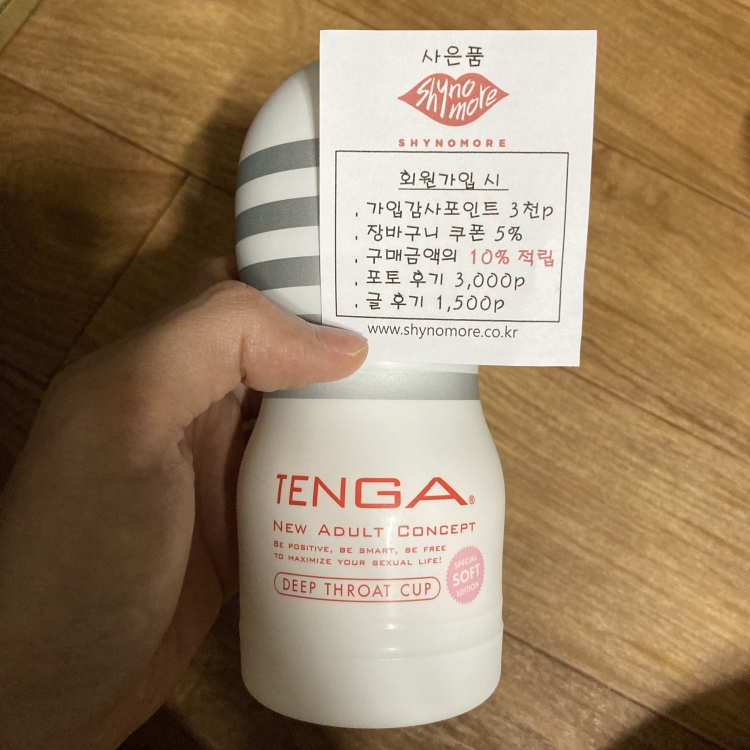 사은품
Shyno
more
SHYNOMORE
회원가입 시
. 가입감사포인트 3천p
. 장바구니 쿠폰 5%
. 구매금액의 10% 적립
. 포토 후기 3,000p
. 글 후기 1,500p
www.shynomore.co.kr
TENGA®
NEW ADULT CONCEPT
BE POSITIVE, BE SMART, BE FREE
TO MAXIMIZE YOUR SEXUAL LIFE!
DEEP THROAT CUP
SPECIAL
SOFT
EDITION